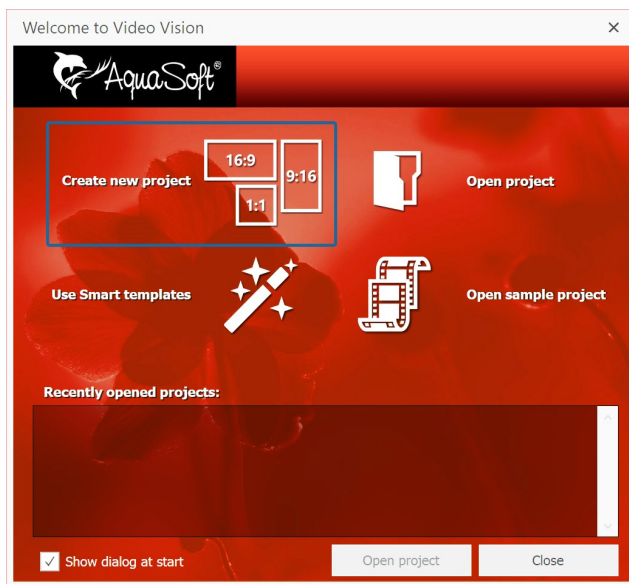 Welcome to Video Vision
AquaSoft®
Create new project
16:9
9:16
1:1
Open project
Use Smart templates
Open sample project
Recently opened projects:
Show dialog at start
Open project
Close